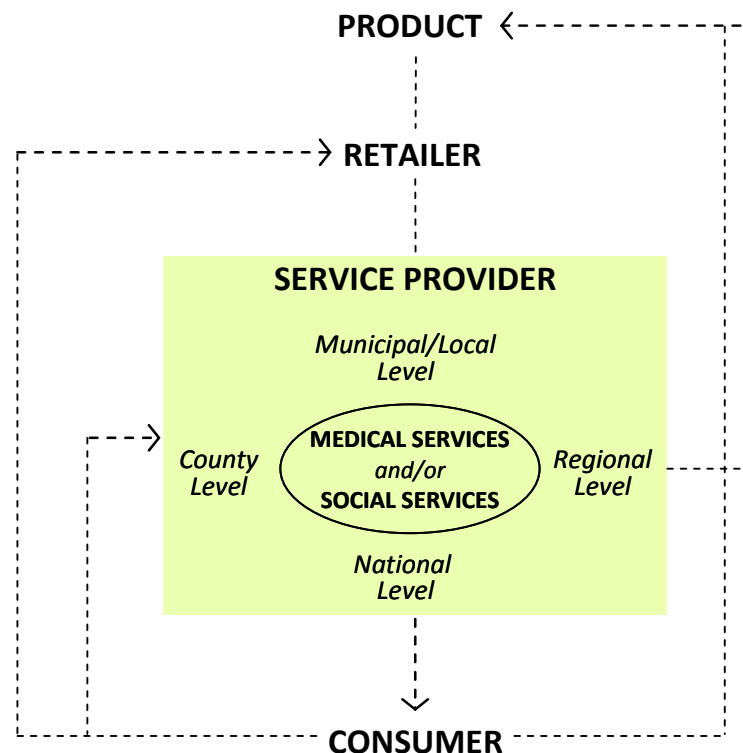 PRODUCT
RETAILER
SERVICE PROVIDER
Municipal/Local
Level
MEDICAL SERVICES
and/or
SOCIAL SERVICES
County
Level
Regional
Level
National
Level
CONSUMER